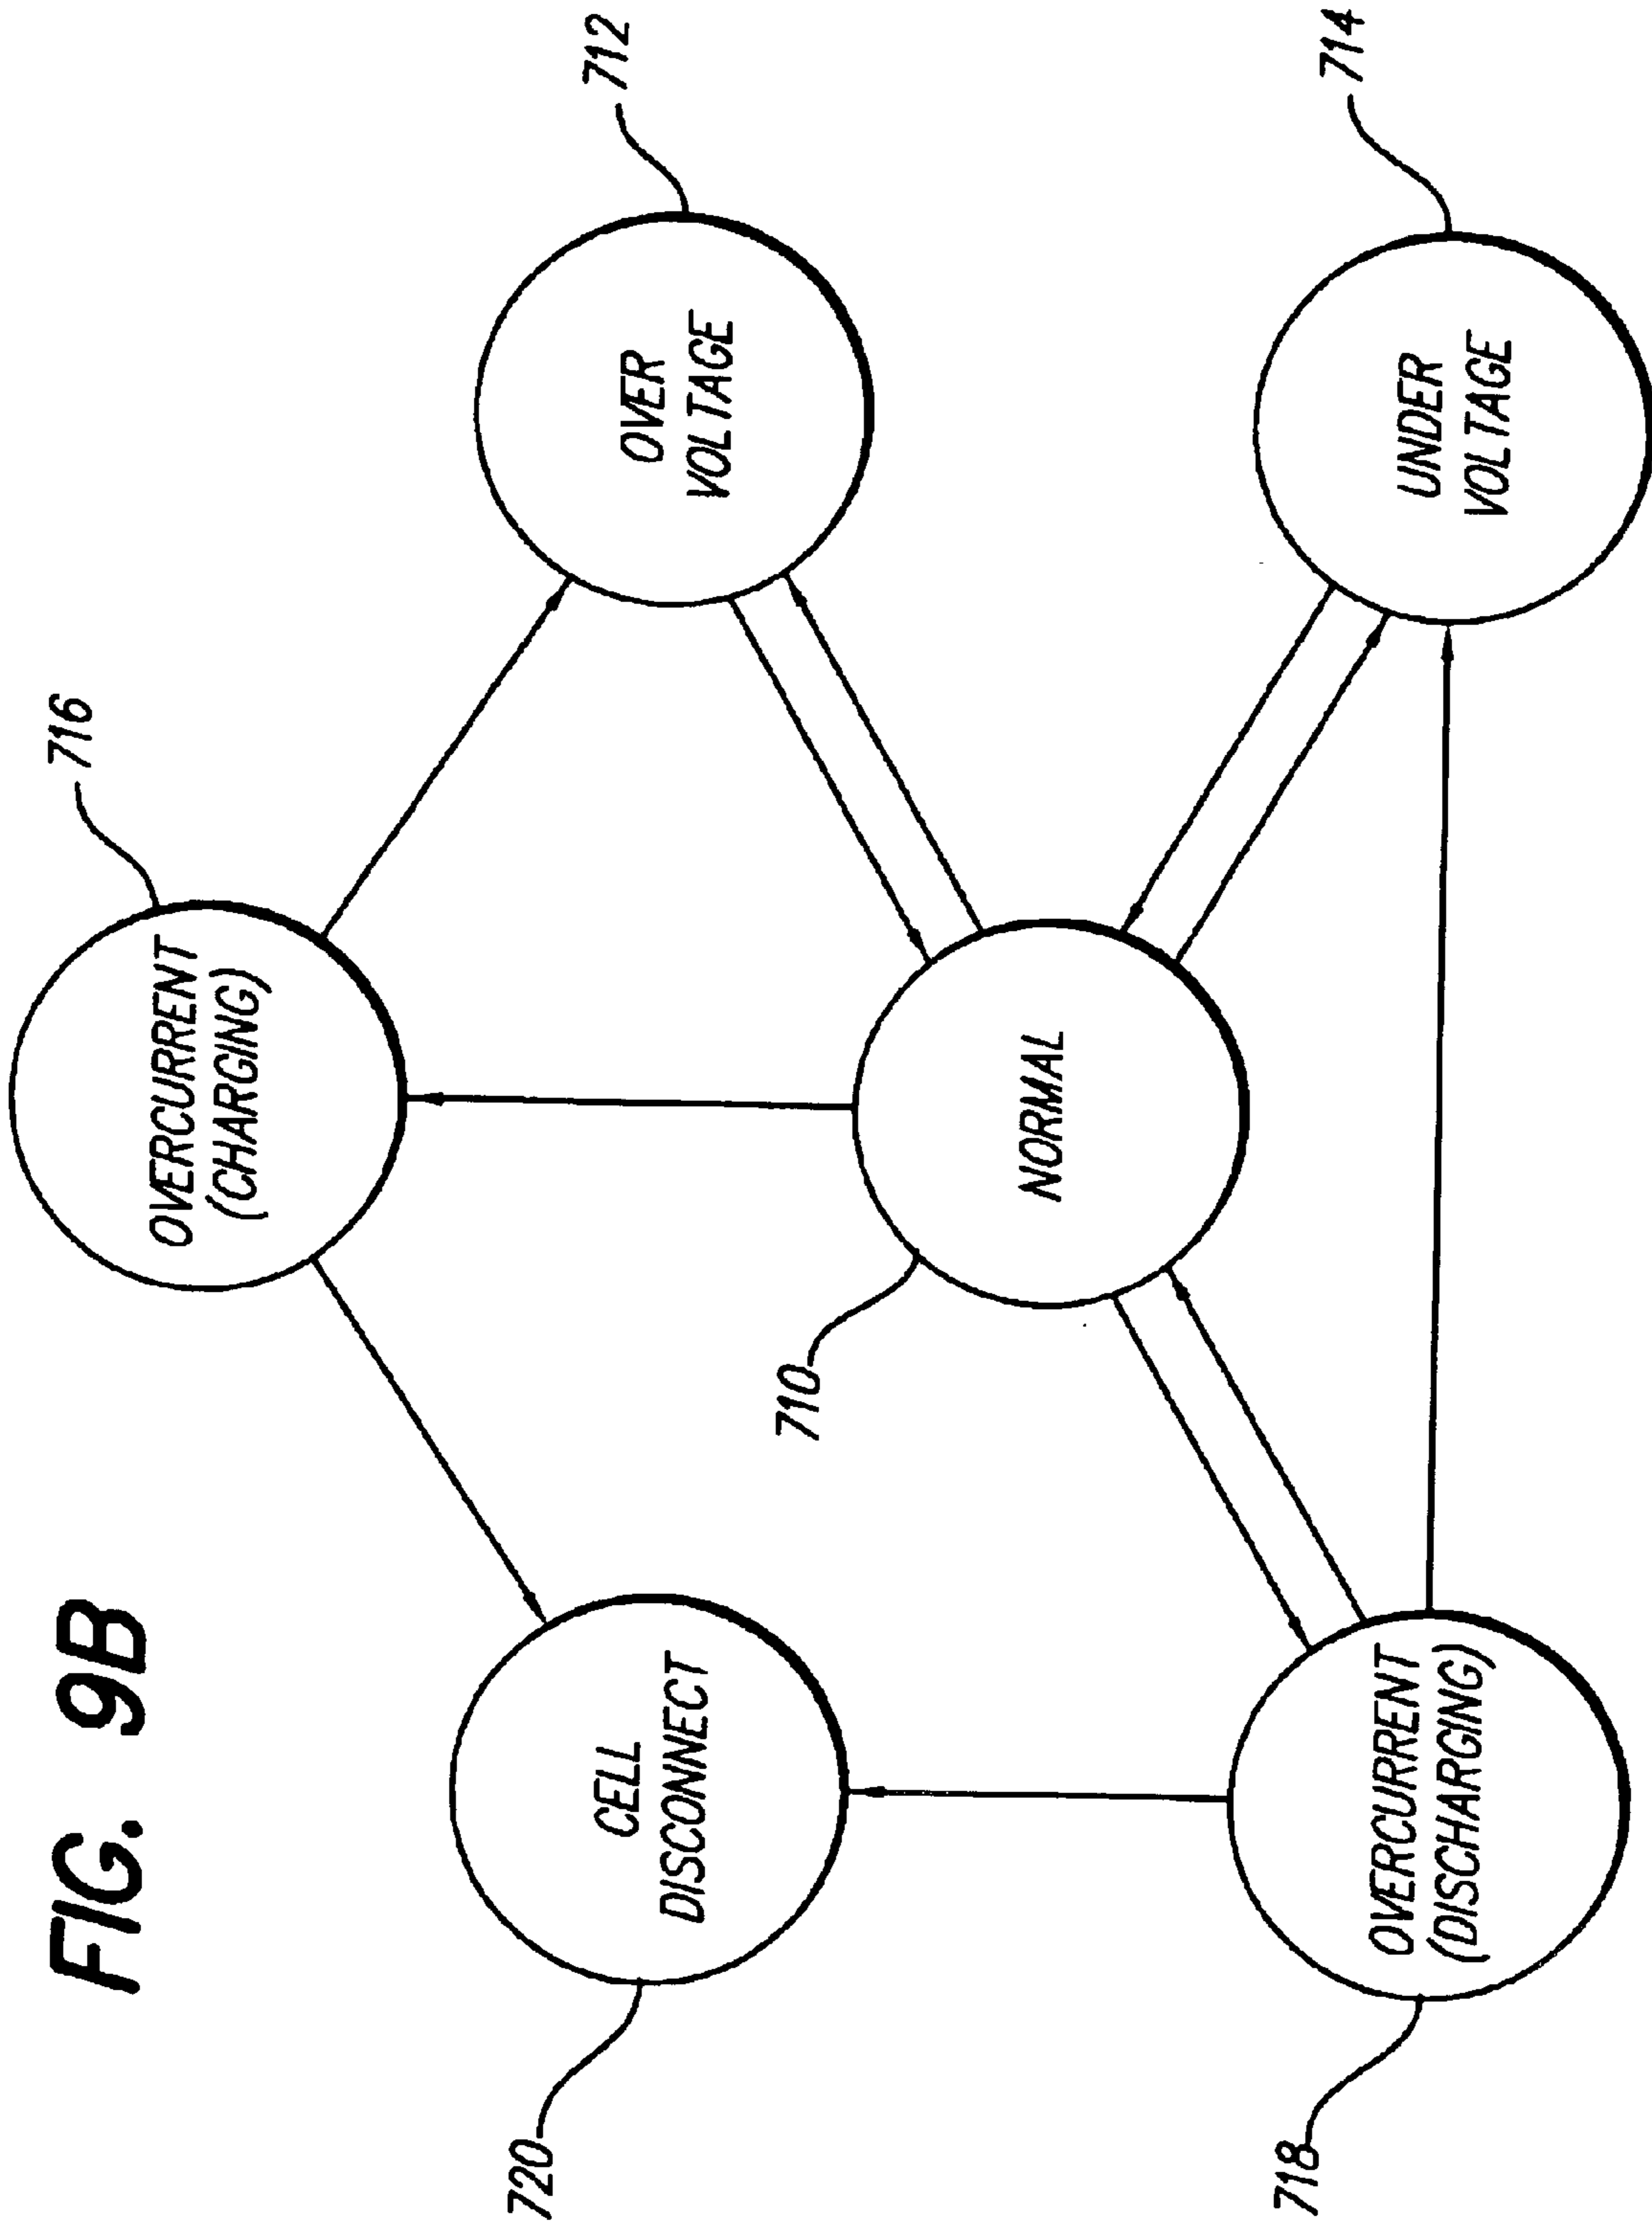 FIG. 9B
716
OVERCURRENT
(CHARGING)
720
CELL
DISCONNECT
OVER
VOLTAGE
712
710
NORMAL
718
OVERCURRENT
(DISCHARGING)
UNDER
VOLTAGE
714